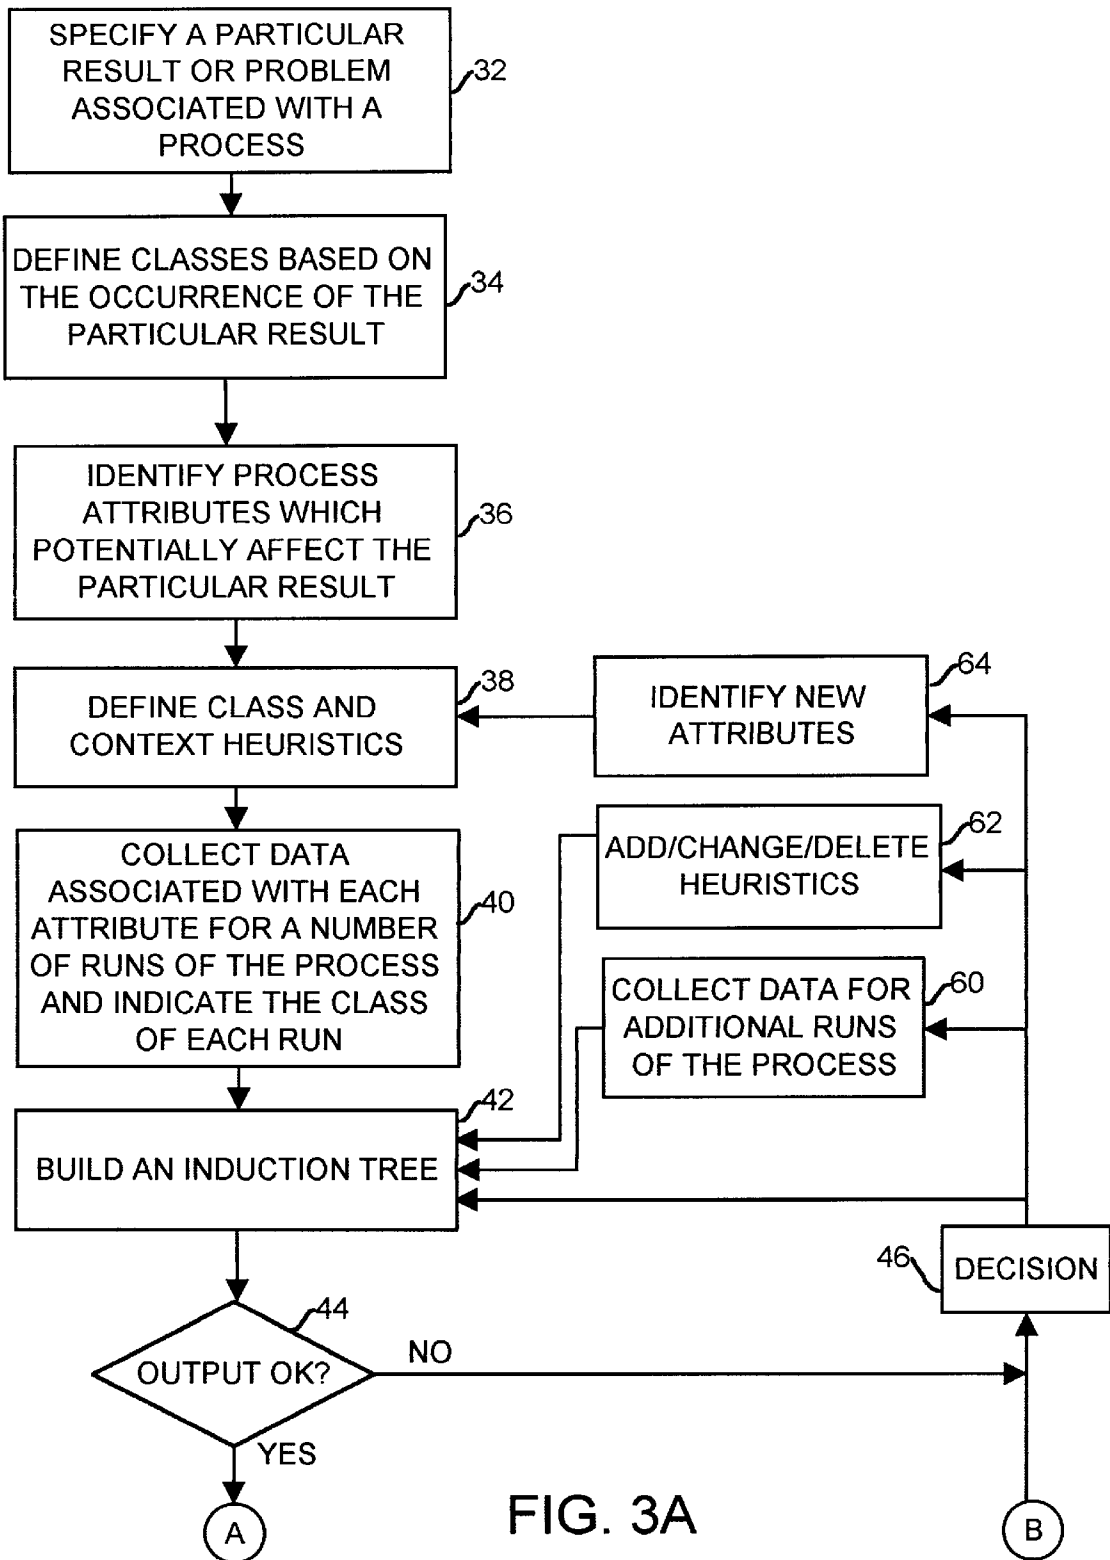 SPECIFY A PARTICULAR
RESULT OR PROBLEM
ASSOCIATED WITH A
PROCESS
32
DEFINE CLASSES BASED ON
THE OCCURRENCE OF THE
PARTICULAR RESULT
34
IDENTIFY PROCESS
ATTRIBUTES WHICH
POTENTIALLY AFFECT THE
PARTICULAR RESULT
36
DEFINE CLASS AND
CONTEXT HEURISTICS
38
IDENTIFY NEW
ATTRIBUTES
64
COLLECT DATA
ASSOCIATED WITH EACH
ATTRIBUTE FOR A NUMBER
OF RUNS OF THE PROCESS
AND INDICATE THE CLASS
OF EACH RUN
40
ADD/CHANGE/DELETE
HEURISTICS
62
COLLECT DATA FOR
ADDITIONAL RUNS
OF THE PROCESS
60
BUILD AN INDUCTION TREE
42
46
DECISION
44
OUTPUT OK?
NO
YES
A
FIG. 3A
B